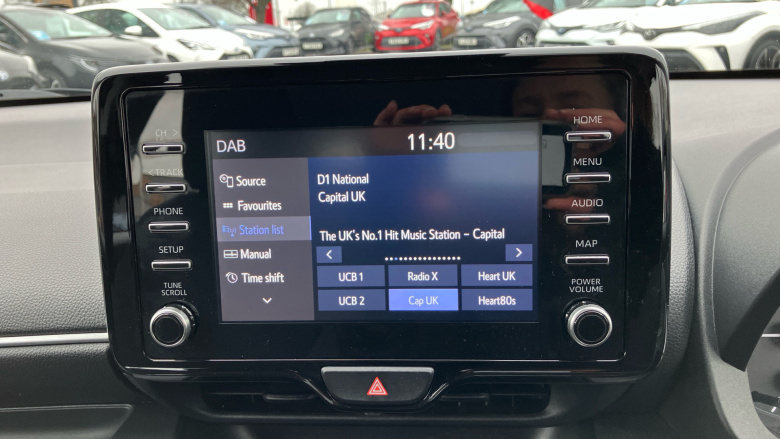 CH >
< TRACK
PHONE
SETUP
TUNE
SCROLL
DAB
11:40
Source
Favourites
Station list
Manual
Time shift
D1 National
Capital UK
The UK's No.1 Hit Music Station - Capital
< >
UCB 1 Radio X Heart UK
UCB 2 Cap UK Heart80s
HOME
MENU
AUDIO
MAP
POWER
VOLUME